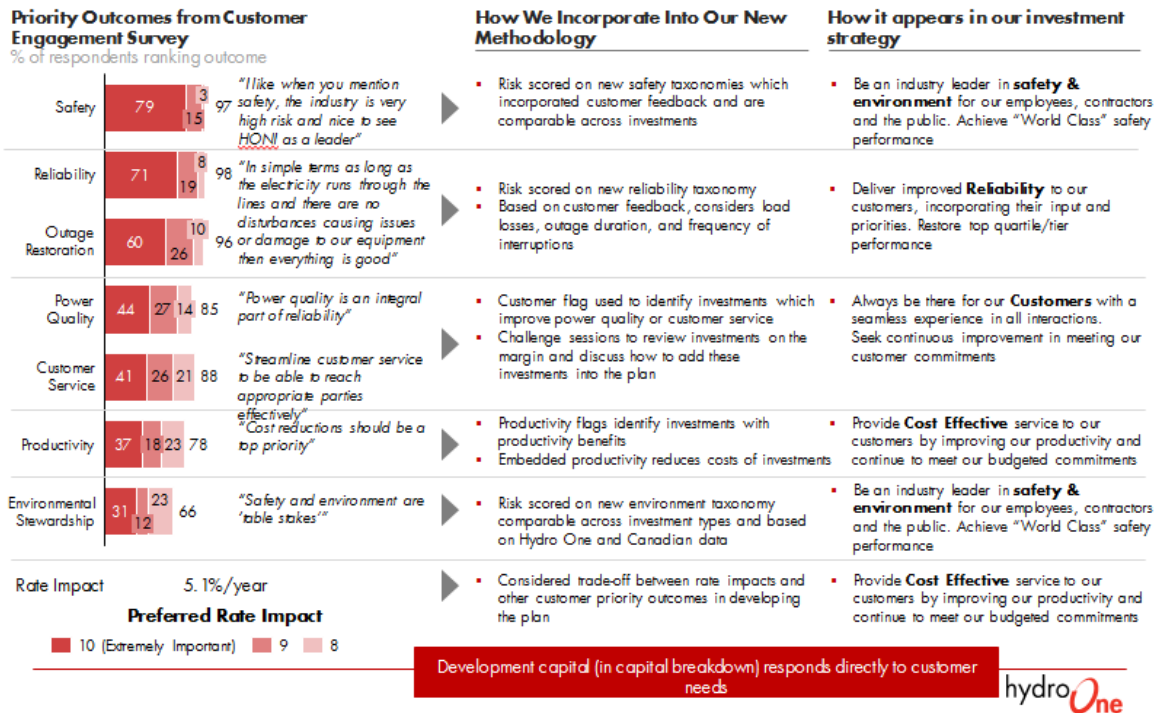 Priority Outcomes from Customer
Engagement Survey
% of respondents ranking outcome
How We Incorporate Into Our New
Methodology
How it appears in our investment
strategy
Safety
79
15
3
97
"I like when you mention
safety, the industry is very
high risk and nice to see
HONI as a leader"
▪ Risk scored on new safety taxonomies which
incorporated customer feedback and are
comparable across investments
▪ Be an industry leader in safety &
environment for our employees, contractors
and the public. Achieve "World Class" safety
performance
Reliability
71
19
8
98
"In simple terms as long as
the electricity runs through the
lines and there are no
disturbances causing issues
or damage to our equipment
then everything is good"
Outage
Restoration
60
26
10
96
▪ Risk scored on new reliability taxonomy
▪ Based on customer feedback, considers load
losses, outage duration, and frequency of
interruptions
▪ Deliver improved Reliability to our
customers, incorporating their input and
priorities. Restore top quartile/tier
performance
Power
Quality
44
27
14
85
"Power quality is an integral
part of reliability"
Customer
Service
41
26
21
88
"Streamline customer service
to be able to reach
appropriate parties
effectively"
▪ Customer flag used to identify investments which
improve power quality or customer service
▪ Challenge sessions to review investments on the
margin and discuss how to add these
investments into the plan
▪ Always be there for our Customers with a
seamless experience in all interactions.
Seek continuous improvement in meeting our
customer commitments
Productivity
37
18
23
78
"Cost reductions should be a
top priority"
▪ Productivity flags identify investments with
productivity benefits
▪ Embedded productivity reduces costs of investments
▪ Provide Cost Effective service to our
customers by improving our productivity and
continue to meet our budgeted commitments
Environmental
Stewardship
31
12
23
66
"Safety and environment are
'table stakes'"
▪ Risk scored on new environment taxonomy
comparable across investment types and based
on Hydro One and Canadian data
▪ Be an industry leader in safety &
environment for our employees, contractors
and the public. Achieve "World Class" safety
performance
Rate Impact
5.1%/year
Preferred Rate Impact
▪ Considered trade-off between rate impacts and
other customer priority outcomes in developing
the plan
▪ Provide Cost Effective service to our
customers by improving our productivity and
continue to meet our budgeted commitments
10 (Extremely Important)
9
8
Development capital (in capital breakdown) responds directly to customer
needs
hydroOne